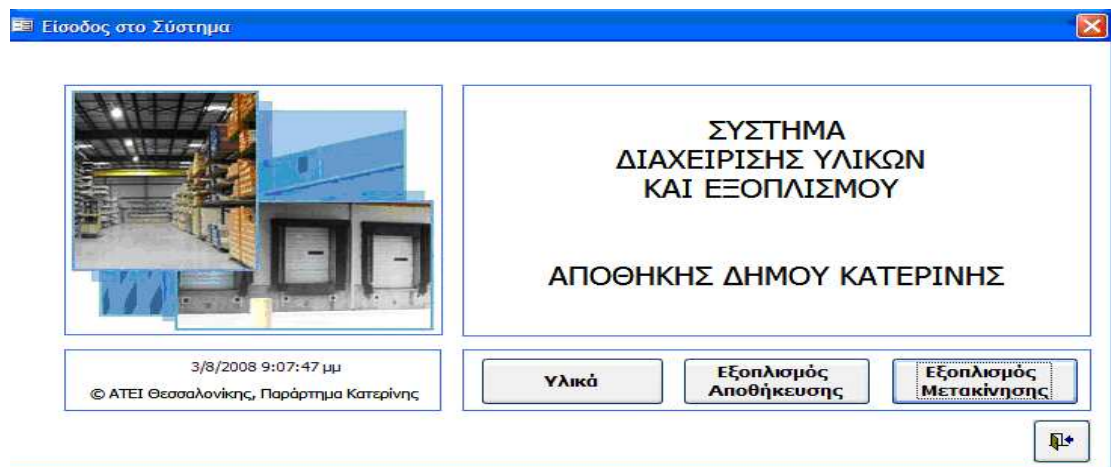 Είσοδος στο Σύστημα
ΣΥΣΤΗΜΑ
ΔΙΑΧΕΙΡΙΣΗΣ ΥΛΙΚΩΝ
ΚΑΙ ΕΞΟΠΛΙΣΜΟΥ
ΑΠΟΘΗΚΗΣ ΔΗΜΟΥ ΚΑΤΕΡΙΝΗΣ
3/8/2008 9:07:47 μμ
© ΑΤΕΙ Θεσσαλονίκης, Παράρτημα Κατερίνης
Υλικά
Εξοπλισμός
Αποθήκευσης
Εξοπλισμός
Μετακίνησης